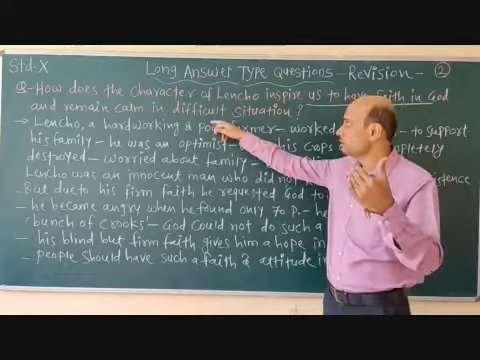 Std-X Long Answer Type Questions - Revision - ②
Q- How does the character of Lencho inspire us to have faith in God
and remain calm in difficult situation?
→ Lencho, a hardworking & poor farmer - worked to support
his family - he was an optimist - his crops completely
destroyed - worried about family -
Lencho was an innocent man who did not existence
- But due to his firm faith he requested God to
- he became angry when he found only 70 p. - he
'bunch of crooks - God could not do such a
- his blind but firm faith gives him a hope in
- people should have such a faith & attitude in